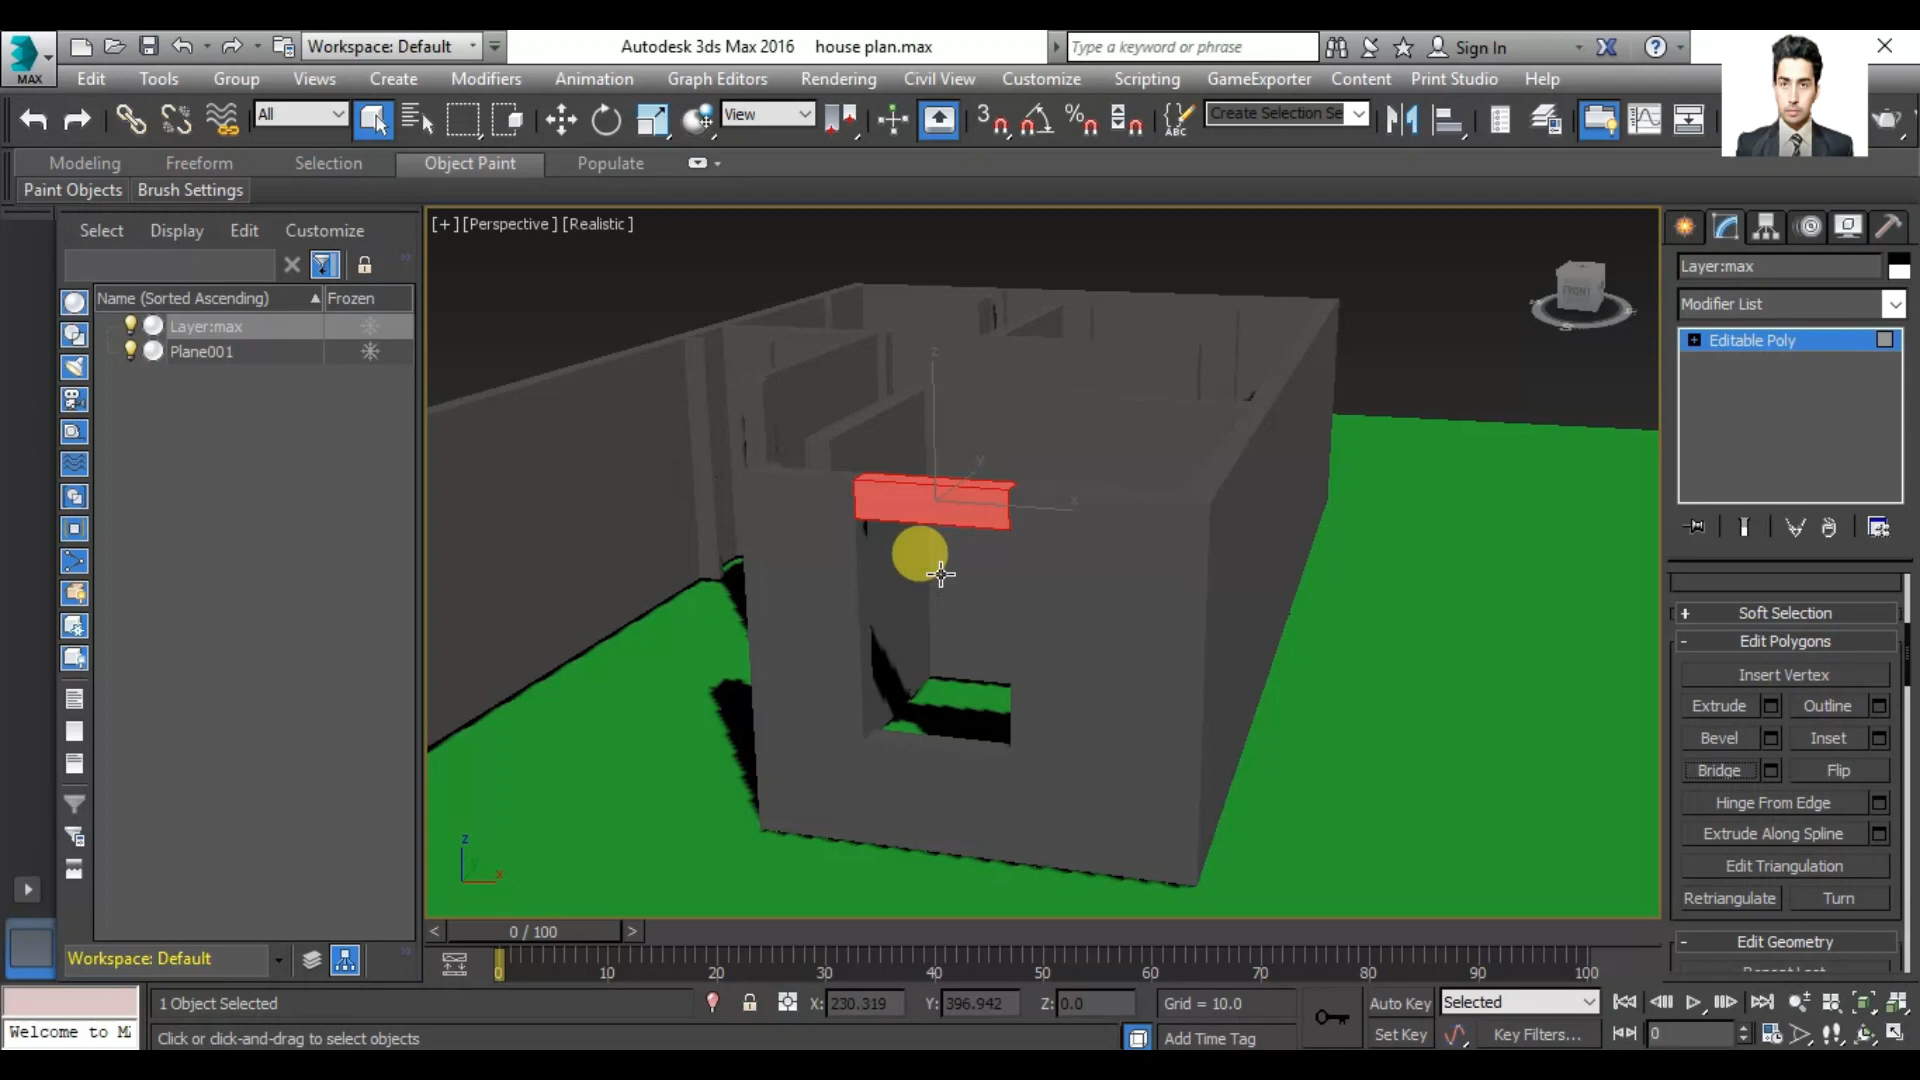 MAX
Workspace: Default
Autodesk 3ds Max 2016 house plan.max
Type a keyword or phrase
Sign In
Edit Tools Group Views Create Modifiers Animation Graph Editors Rendering Civil View Customize Scripting GameExporter Content Print Studio Help
All
View
3
%
ABC
Create Selection Se
Modeling Freeform Selection Object Paint Populate
Paint Objects Brush Settings
Select Display Edit Customize
Name (Sorted Ascending) Frozen
Layer:max
Plane001
[+] [Perspective ] [Realistic ]
FRONT
z
y
x
z
x
Layer:max
Modifier List
Editable Poly
+ Soft Selection
- Edit Polygons
Insert Vertex
Extrude Outline
Bevel Inset
Bridge Flip
Hinge From Edge
Extrude Along Spline
Edit Triangulation
Retriangulate Turn
- Edit Geometry
< 0 / 100 >
Workspace: Default
0 10 20 30 40 50 60 70 80 90 100
1 Object Selected
X: 230.319 Y: 396.942 Z: 0.0
Grid = 10.0
Auto Key Selected
Welcome to M
Click or click-and-drag to select objects
Add Time Tag
Set Key Key Filters...
0